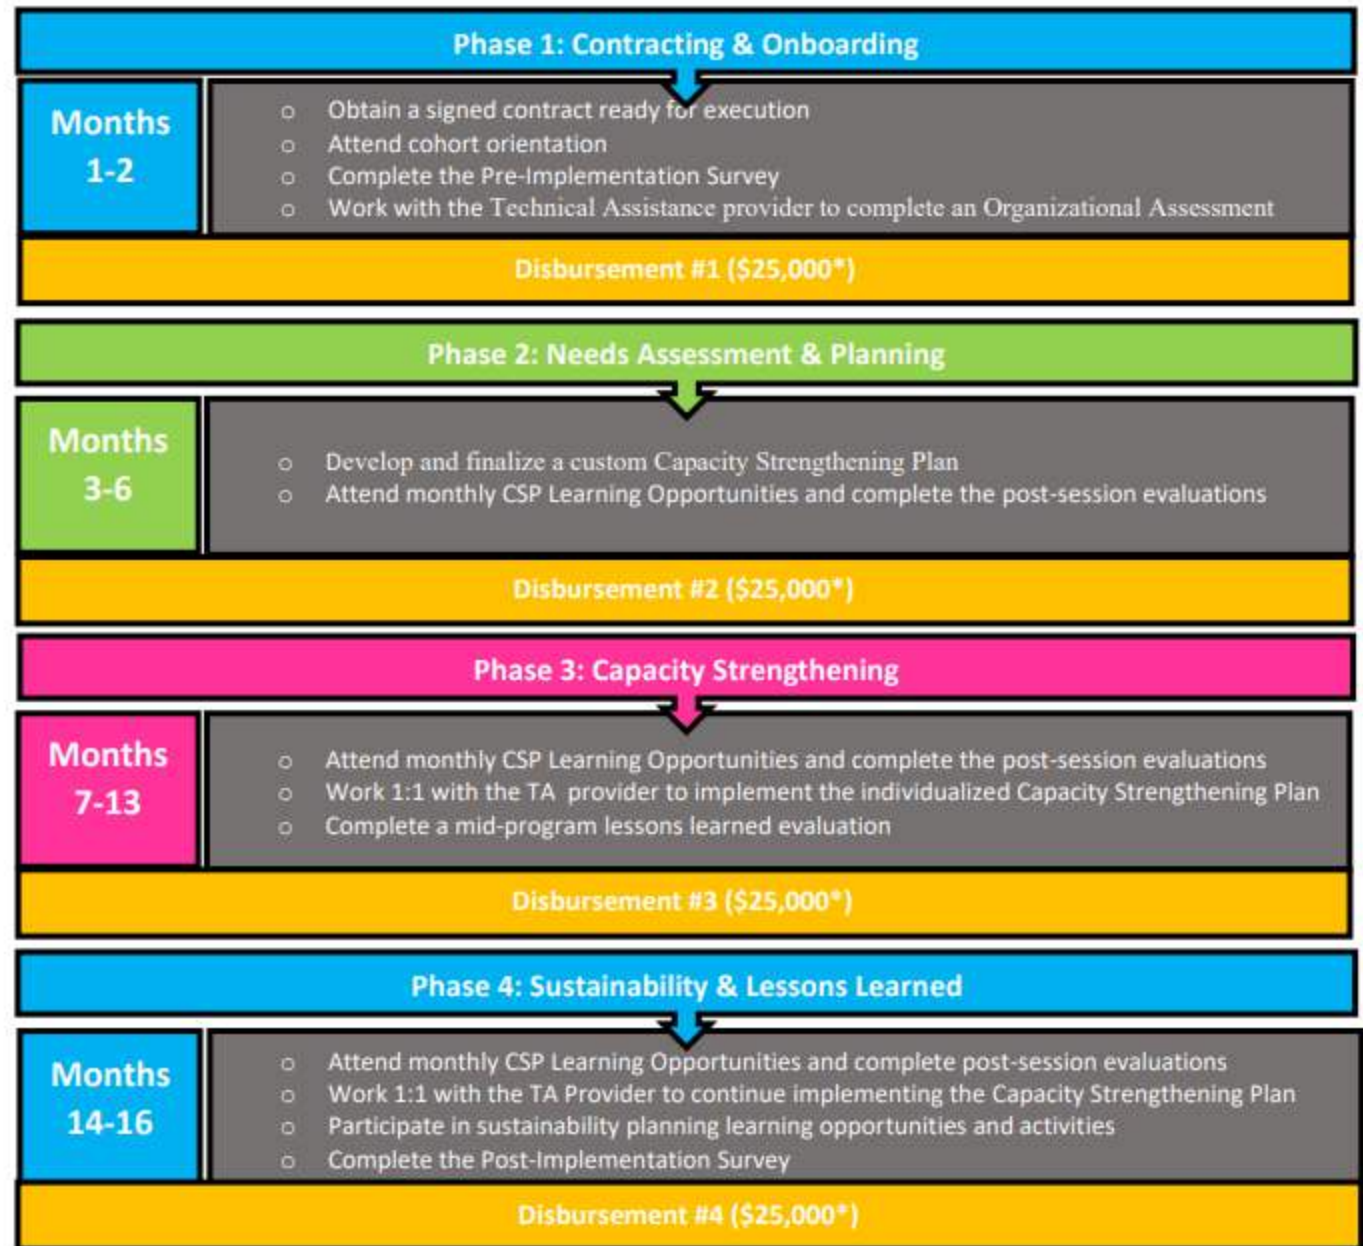 Phase 1: Contracting & Onboarding
Months
1-2
o Obtain a signed contract ready for execution
o Attend cohort orientation
o Complete the Pre-Implementation Survey
o Work with the Technical Assistance provider to complete an Organizational Assessment
Disbursement #1 ($25,000*)
Phase 2: Needs Assessment & Planning
Months
3-6
o Develop and finalize a custom Capacity Strengthening Plan
o Attend monthly CSP Learning Opportunities and complete the post-session evaluations
Disbursement #2 ($25,000*)
Phase 3: Capacity Strengthening
Months
7-13
o Attend monthly CSP Learning Opportunities and complete the post-session evaluations
o Work 1:1 with the TA  provider to implement the individualized Capacity Strengthening Plan
o Complete a mid-program lessons learned evaluation
Disbursement #3 ($25,000*)
Phase 4: Sustainability & Lessons Learned
Months
14-16
o Attend monthly CSP Learning Opportunities and complete post-session evaluations
o Work 1:1 with the TA Provider to continue implementing the Capacity Strengthening Plan
o Participate in sustainability planning learning opportunities and activities
o Complete the Post-Implementation Survey
Disbursement #4 ($25,000*)